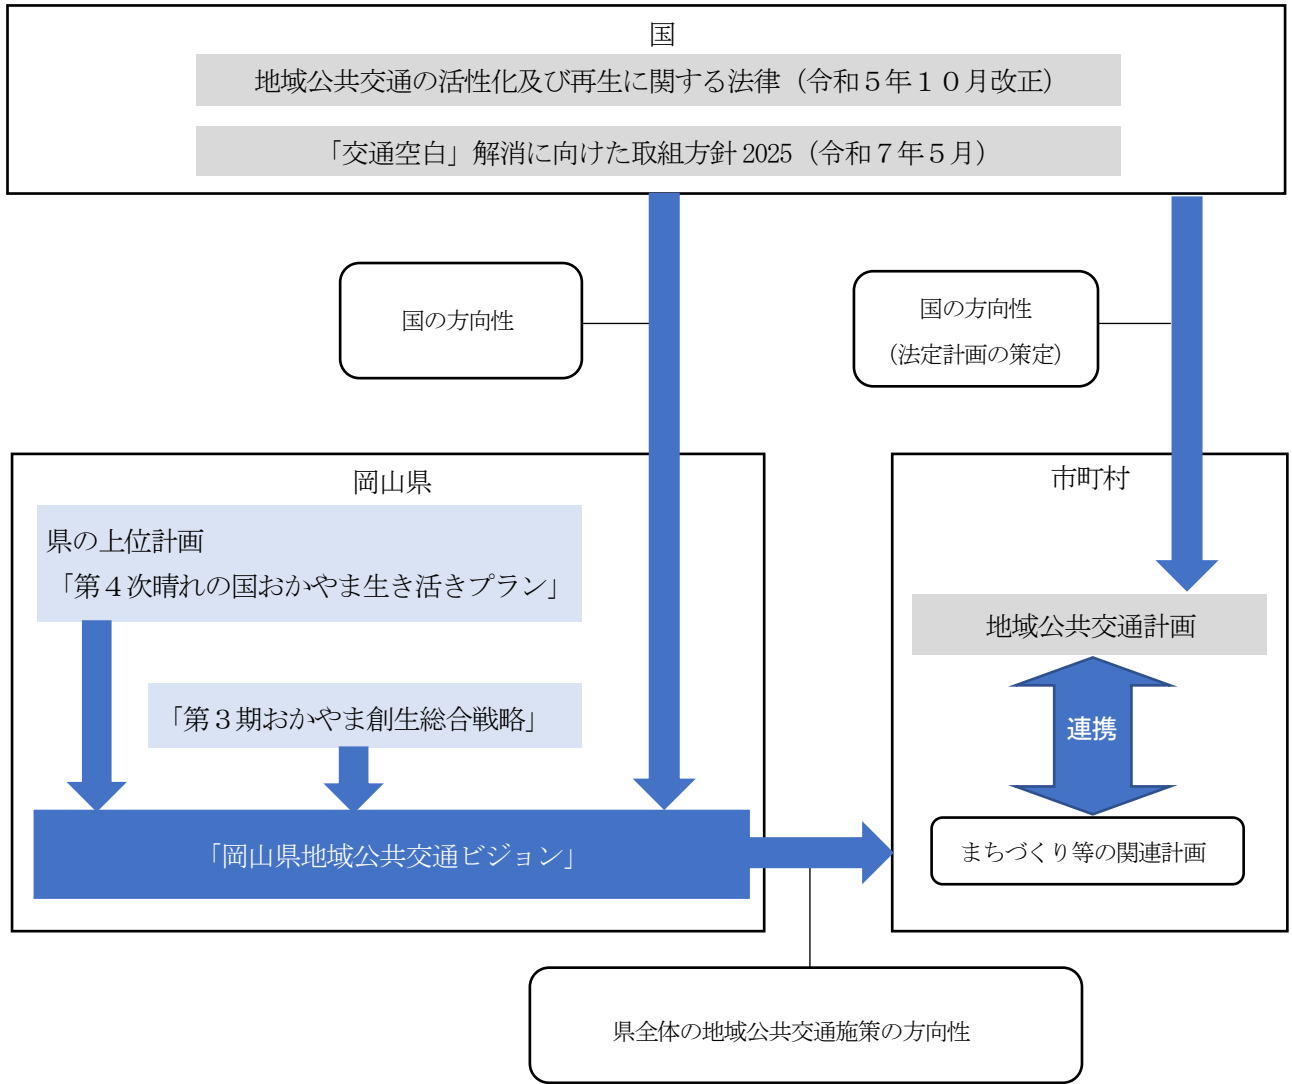 国
地域公共交通の活性化及び再生に関する法律（令和５年１０月改正）
「交通空白」解消に向けた取組方針 2025（令和７年５月）
国の方向性
国の方向性
（法定計画の策定）
岡山県
県の上位計画
「第４次晴れの国おかやま生き活きプラン」
「第３期おかやま創生総合戦略」
「岡山県地域公共交通ビジョン」
市町村
地域公共交通計画
連携
まちづくり等の関連計画
県全体の地域公共交通施策の方向性